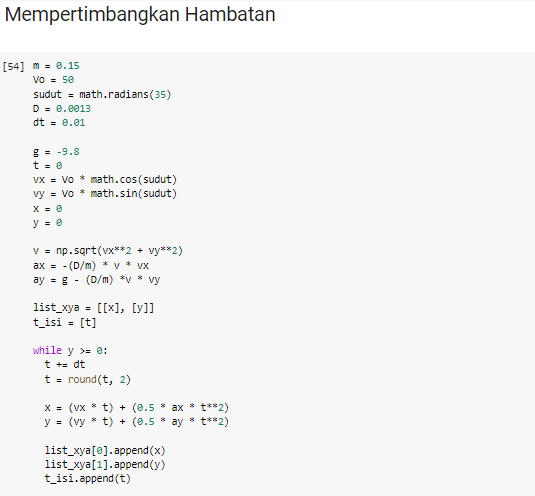 Mempertimbangkan Hambatan
[54] m = 0.15
Vo = 50
sudut = math.radians(35)
D = 0.0013
dt = 0.01
g = -9.8
t = 0
vx = Vo * math.cos(sudut)
vy = Vo * math.sin(sudut)
x = 0
y = 0
v = np.sqrt(vx**2 + vy**2)
ax = -(D/m) * v * vx
ay = g - (D/m) *v * vy
list_xya = [[x], [y]]
t_isi = [t]
while y >= 0:
t += dt
t = round(t, 2)
x = (vx * t) + (0.5 * ax * t**2)
y = (vy * t) + (0.5 * ay * t**2)
list_xya[0].append(x)
list_xya[1].append(y)
t_isi.append(t)